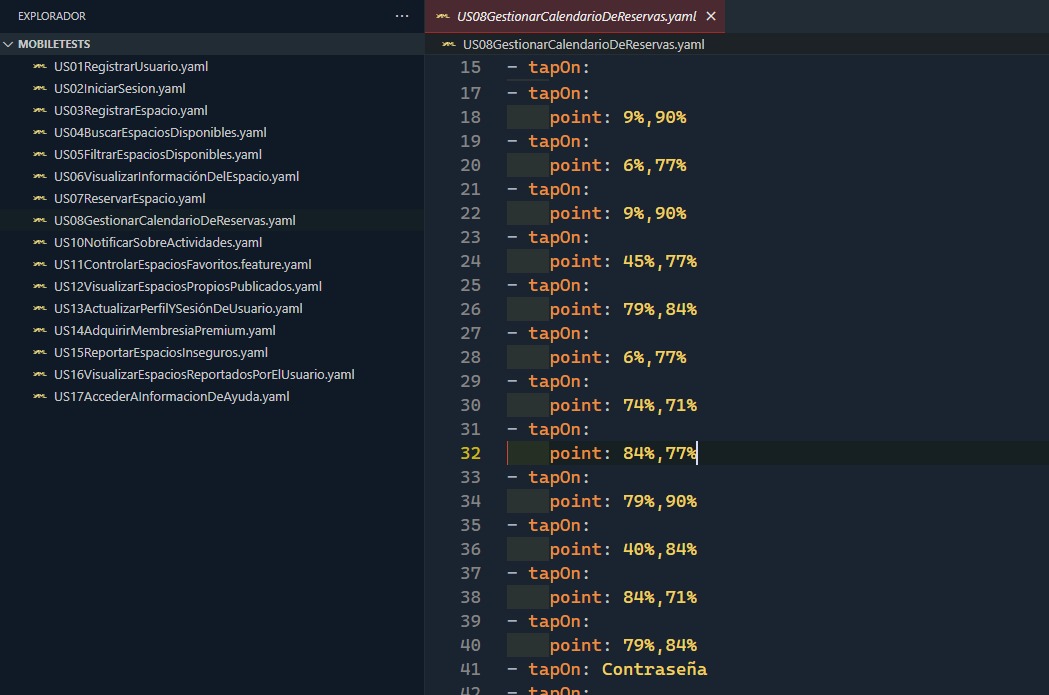 EXPLORADOR ...
MOBILETESTS
US01RegistrarUsuario.yaml
US02IniciarSesion.yaml
US03RegistrarEspacio.yaml
US04BuscarEspaciosDisponibles.yaml
US05FiltrarEspaciosDisponibles.yaml
US06VisualizarInformaciónDelEspacio.yaml
US07ReservarEspacio.yaml
US08GestionarCalendarioDeReservas.yaml
US10NotificarSobreActividades.yaml
US11ControlarEspaciosFavoritos.feature.yaml
US12VisualizarEspaciosPropiosPublicados.yaml
US13ActualizarPerfilYSesiónDeUsuario.yaml
US14AdquirirMembresiaPremium.yaml
US15ReportarEspaciosInseguros.yaml
US16VisualizarEspaciosReportadosPorElUsuario.yaml
US17AccederAInformacionDeAyuda.yaml
US08GestionarCalendarioDeReservas.yaml ×
US08GestionarCalendarioDeReservas.yaml
15 - tapOn:
17 - tapOn:
18 point: 9%,90%
19 - tapOn:
20 point: 6%,77%
21 - tapOn:
22 point: 9%,90%
23 - tapOn:
24 point: 45%,77%
25 - tapOn:
26 point: 79%,84%
27 - tapOn:
28 point: 6%,77%
29 - tapOn:
30 point: 74%,71%
31 - tapOn:
32 point: 84%,77%
33 - tapOn:
34 point: 79%,90%
35 - tapOn:
36 point: 40%,84%
37 - tapOn:
38 point: 84%,71%
39 - tapOn:
40 point: 79%,84%
41 - tapOn: Contraseña
42 - tapOn: